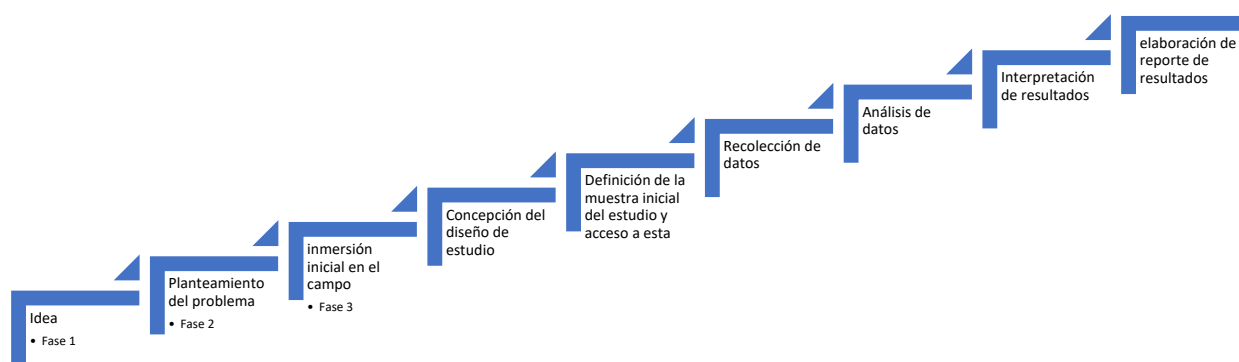 Idea
• Fase 1
Planteamiento
del problema
• Fase 2
inmersión
inicial en el
campo
• Fase 3
Concepción del
diseño de
estudio
Definición de la
muestra inicial
del estudio y
acceso a esta
Recolección de
datos
Análisis de
datos
Interpretación
de resultados
elaboración de
reporte de
resultados